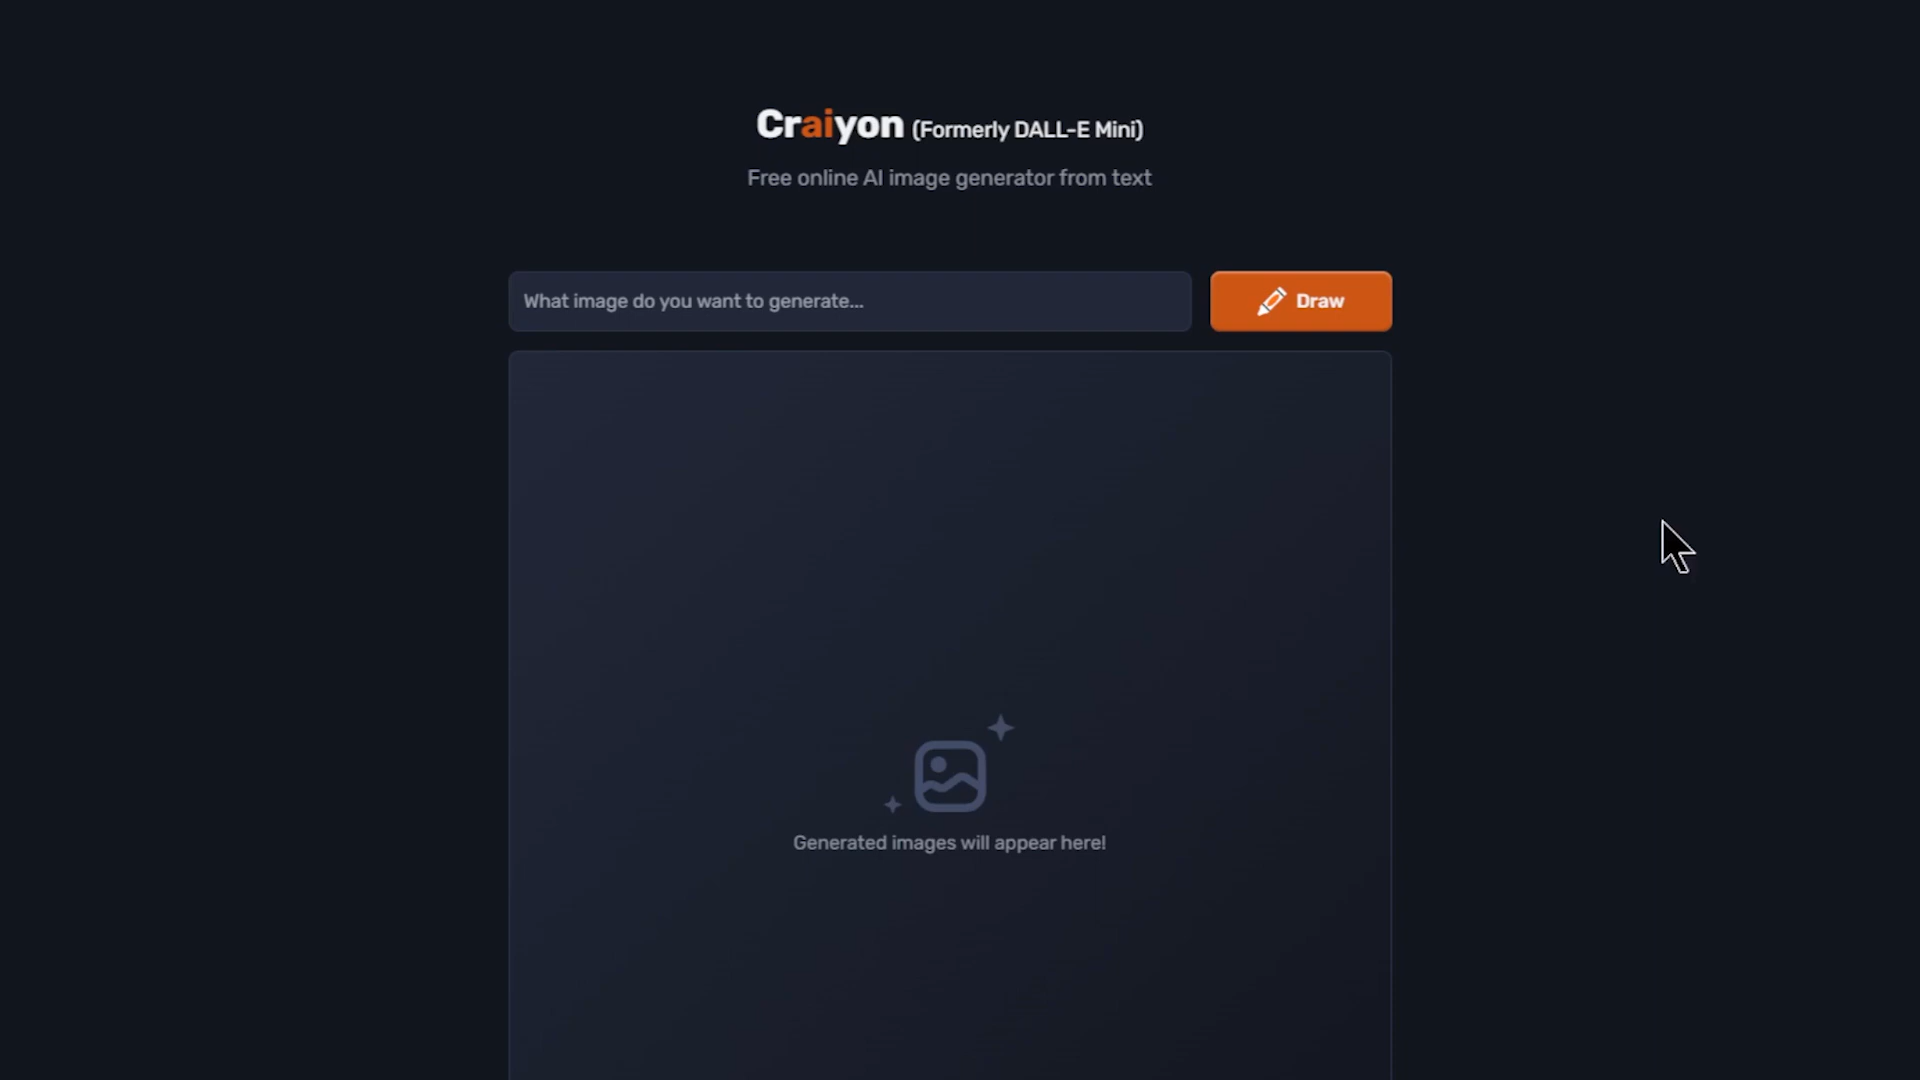 Craiyon (Formerly DALL-E Mini)
Free online AI image generator from text
What image do you want to generate...
Draw
Generated images will appear here!